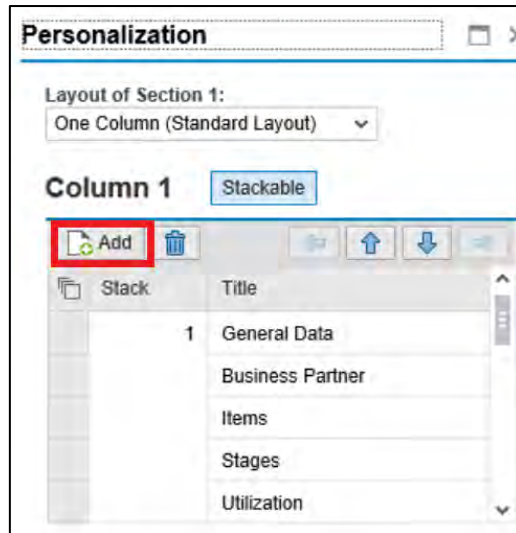 Personalization
Layout of Section 1:
One Column (Standard Layout)
Column 1 Stackable
Add
Stack Title
1 General Data
Business Partner
Items
Stages
Utilization